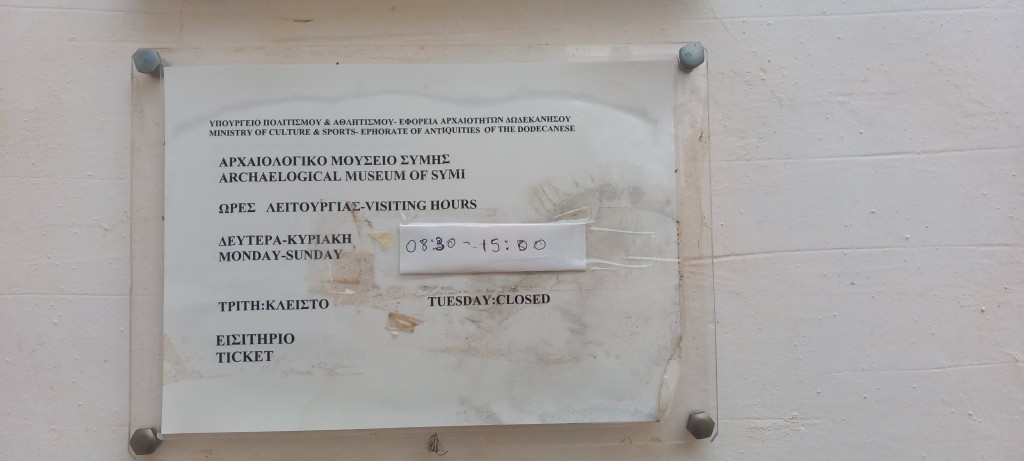 ΥΠΟΥΡΓΕΙΟ ΠΟΛΙΤΙΣΜΟΥ & ΑΘΛΗΤΙΣΜΟΥ- ΕΦΟΡΕΙΑ ΑΡΧΑΙΟΤΗΤΩΝ ΔΩΔΕΚΑΝΗΣΟΥ
MINISTRY OF CULTURE & SPORTS- EPHORATE OF ANTIQUITIES OF THE DODECANESE
ΑΡΧΑΙΟΛΟΓΙΚΟ ΜΟΥΣΕΙΟ ΣΥΜΗΣ
ARCHAELOGICAL MUSEUM OF SYMI
ΩΡΕΣ ΛΕΙΤΟΥΡΓΙΑΣ-VISITING HOURS
ΔΕΥΤΕΡΑ-ΚΥΡΙΑΚΗ
MONDAY-SUNDAY
08:30-15:00
ΤΡΙΤΗ:ΚΛΕΙΣΤΟ TUESDAY:CLOSED
ΕΙΣΙΤΗΡΙΟ
TICKET